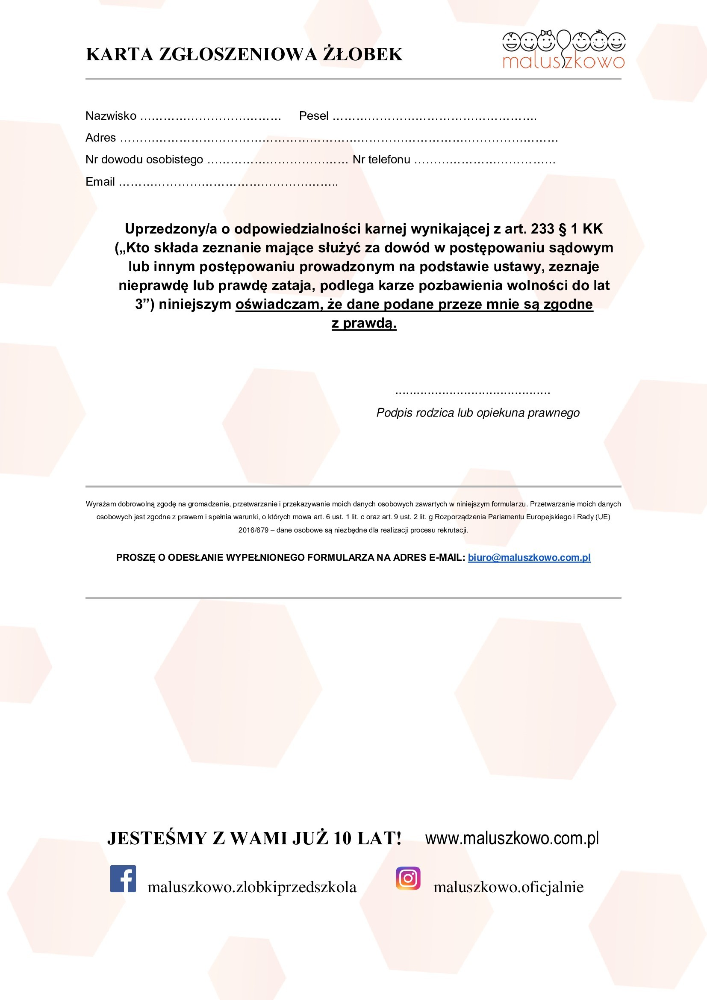 KARTA ZGŁOSZENIOWA ŻŁOBEK
maluszkowo
Nazwisko ……………………………… Pesel …………………………………………….
Adres …………………………………………………………………………………………………
Nr dowodu osobistego ……………………………… Nr telefonu ………………………………
Email ………………………………………………..
Uprzedzony/a o odpowiedzialności karnej wynikającej z art. 233 § 1 KK
(„Kto składa zeznanie mające służyć za dowód w postępowaniu sądowym
lub innym postępowaniu prowadzonym na podstawie ustawy, zeznaje
nieprawdę lub prawdę zataja, podlega karze pozbawienia wolności do lat
3”) niniejszym oświadczam, że dane podane przeze mnie są zgodne
z prawdą.
...........................................
Podpis rodzica lub opiekuna prawnego
Wyrażam dobrowolną zgodę na gromadzenie, przetwarzanie i przekazywanie moich danych osobowych zawartych w niniejszym formularzu. Przetwarzanie moich danych
osobowych jest zgodne z prawem i spełnia warunki, o których mowa art. 6 ust. 1 lit. c oraz art. 9 ust. 2 lit. g Rozporządzenia Parlamentu Europejskiego i Rady (UE)
2016/679 – dane osobowe są niezbędne dla realizacji procesu rekrutacji.
PROSZĘ O ODESŁANIE WYPEŁNIONEGO FORMULARZA NA ADRES E-MAIL: biuro@maluszkowo.com.pl
JESTEŚMY Z WAMI JUŻ 10 LAT! www.maluszkowo.com.pl
maluszkowo.zlobkiprzedszkola maluszkowo.oficjalnie